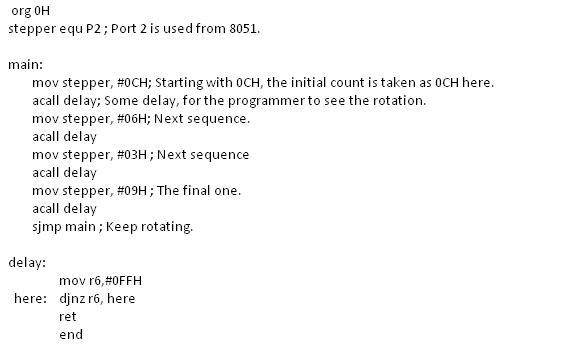 org 0H
stepper equ P2 ; Port 2 is used from 8051.
main:
mov stepper, #0CH; Starting with 0CH, the initial count is taken as 0CH here.
acall delay; Some delay, for the programmer to see the rotation.
mov stepper, #06H; Next sequence.
acall delay
mov stepper, #03H ; Next sequence
acall delay
mov stepper, #09H ; The final one.
acall delay
sjmp main ; Keep rotating.
delay:
mov r6,#0FFH
here: djnz r6, here
ret
end